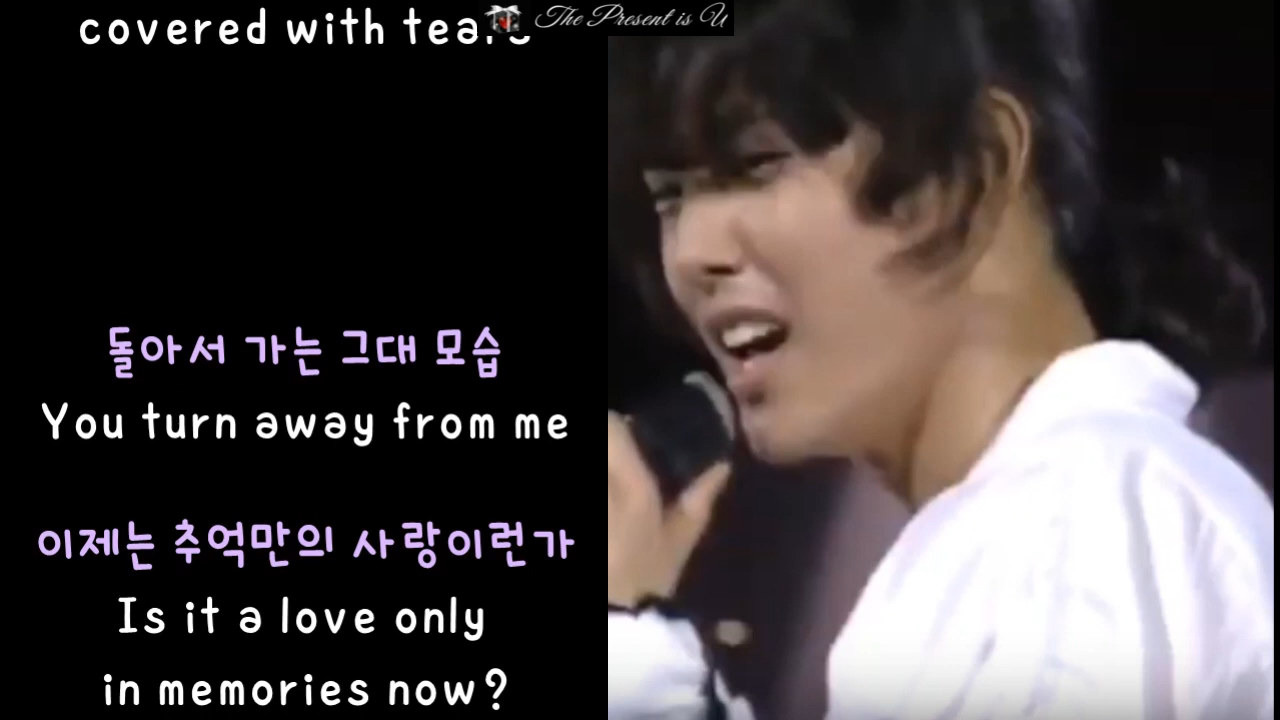 The Present is U
covered with tears
돌아서 가는 그대 모습
You turn away from me
이제는 추억만의 사랑이런가
Is it a love only
in memories now?